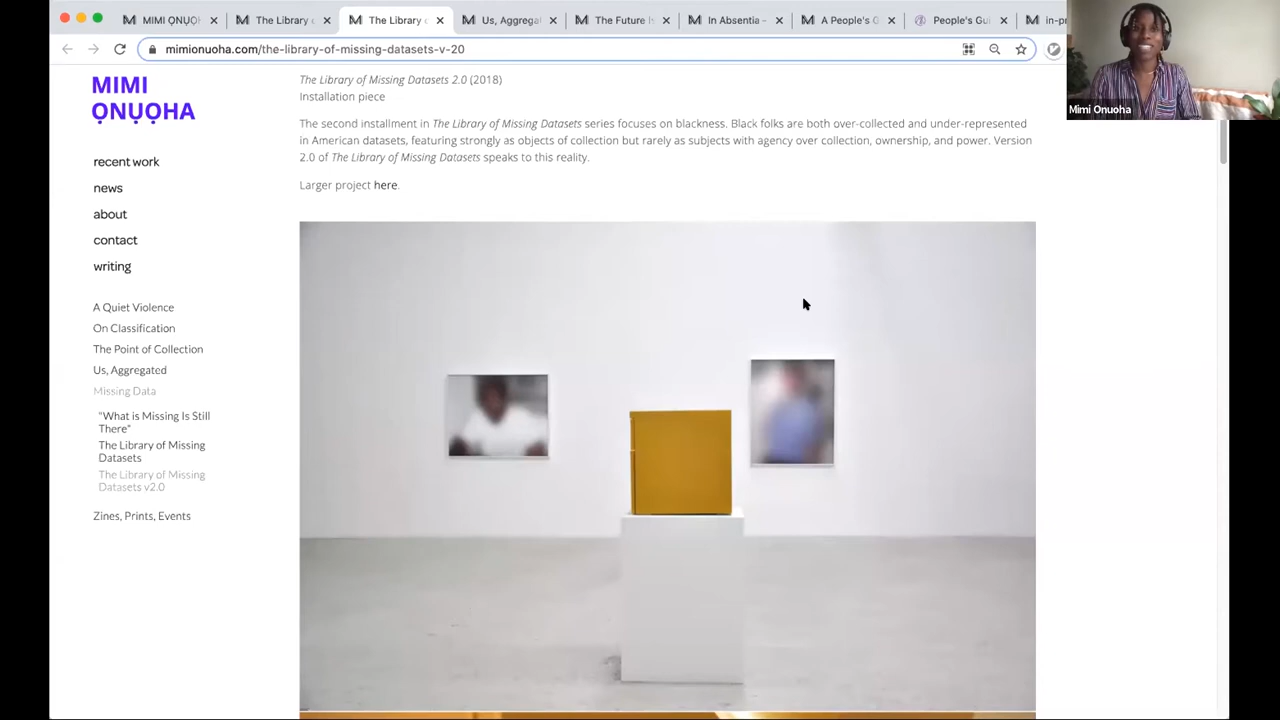 MIMI ỌNỤỌH
The Library o
The Library o
Us, Aggrega
The Future I
In Absentia -
A People's G
People's Gui
in-pr
mimionuoha.com/the-library-of-missing-datasets-v-20
Mimi Onuoha
MIMI
ỌNỤỌHA
recent work
news
about
contact
writing
A Quiet Violence
On Classification
The Point of Collection
Us, Aggregated
Missing Data
"What is Missing Is Still
There"
The Library of Missing
Datasets
The Library of Missing
Datasets v2.0
Zines, Prints, Events
The Library of Missing Datasets 2.0 (2018)
Installation piece
The second installment in The Library of Missing Datasets series focuses on blackness. Black folks are both over-collected and under-represented
in American datasets, featuring strongly as objects of collection but rarely as subjects with agency over collection, ownership, and power. Version
2.0 of The Library of Missing Datasets speaks to this reality.
Larger project here.